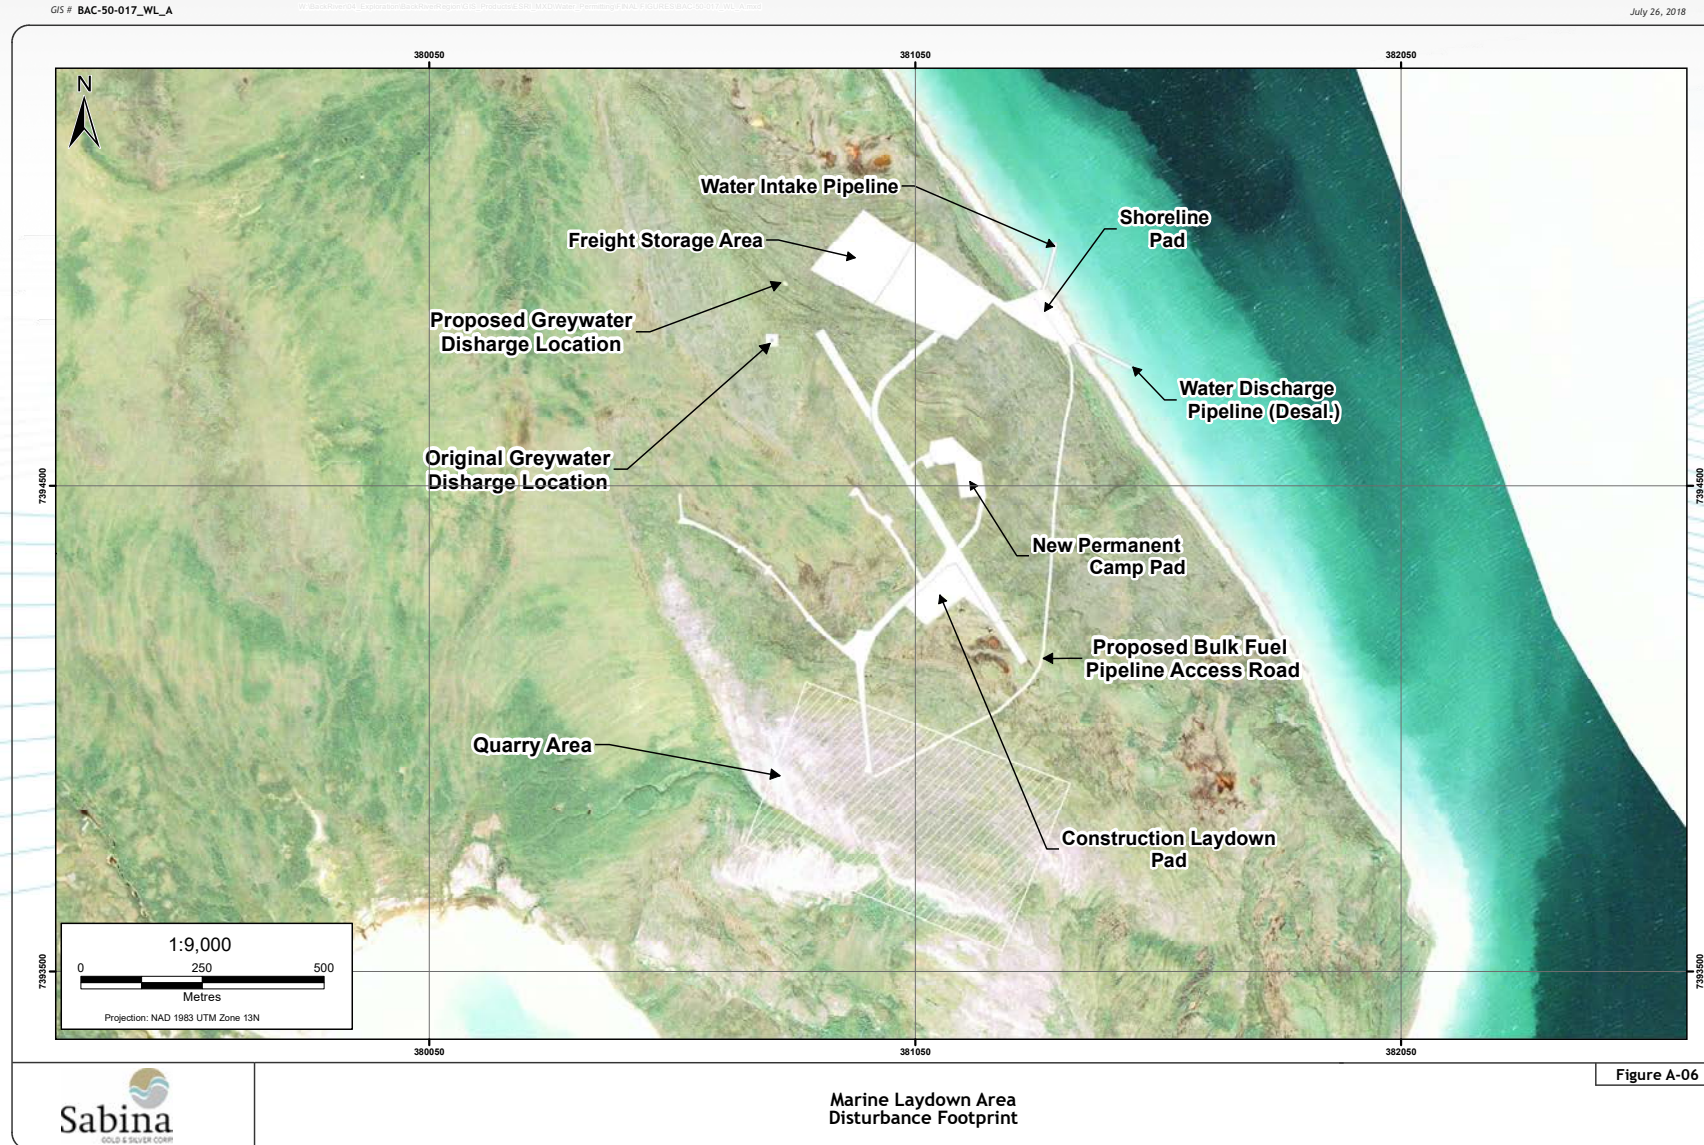 GIS # BAC-50-017_WL_A
July 26, 2018
380050
381050
382050
N
Water Intake Pipeline
Shoreline
Pad
Freight Storage Area
Proposed Greywater
Disharge Location
Water Discharge
Pipeline (Desal.)
Original Greywater
Disharge Location
7394500
7394500
New Permanent
Camp Pad
Proposed Bulk Fuel
Pipeline Access Road
Quarry Area
Construction Laydown
Pad
1:9,000
0 250 500
Metres
Projection: NAD 1983 UTM Zone 13N
7393500
7393500
380050
381050
382050
Figure A-06
Sabina
GOLD & SILVER CORP.
Marine Laydown Area
Disturbance Footprint